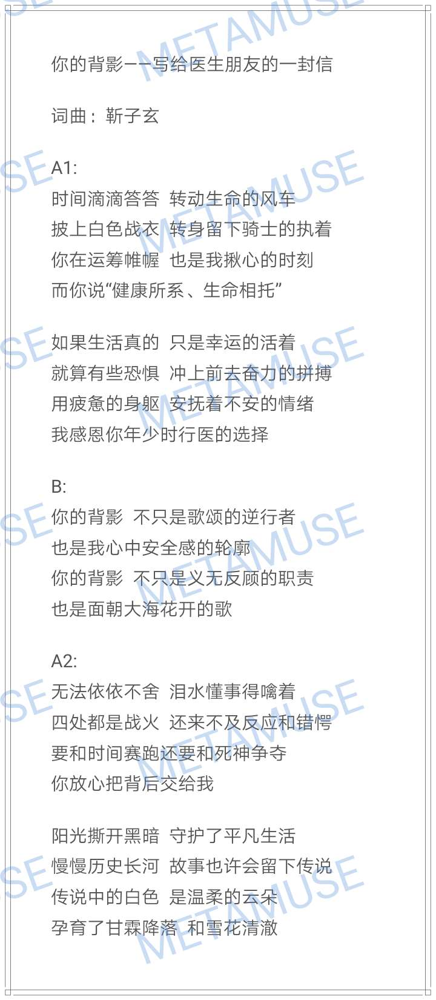 你的背影——写给医生朋友的一封信
词曲：靳子玄
A1:
时间滴滴答答 转动生命的风车
披上白色战衣 转身留下骑士的执着
你在运筹帷幄 也是我揪心的时刻
而你说“健康所系、生命相托”
如果生活真的 只是幸运的活着
就算有些恐惧 冲上前去奋力的拼搏
用疲惫的身躯 安抚着不安的情绪
我感恩你年少时行医的选择
B:
你的背影 不只是歌颂的逆行者
也是我心中安全感的轮廓
你的背影 不只是义无反顾的职责
也是面朝大海花开的歌
A2:
无法依依不舍 泪水懂事得噙着
四处都是战火 还来不及反应和错愕
要和时间赛跑还要和死神争夺
你放心把背后交给我
阳光撕开黑暗 守护了平凡生活
慢慢历史长河 故事也许会留下传说
传说中的白色 是温柔的云朵
孕育了甘霖降落 和雪花清澈
METAMUSE
METAMUSE
METAMUSE
METAMUSE
METAMUSE
METAMUSE